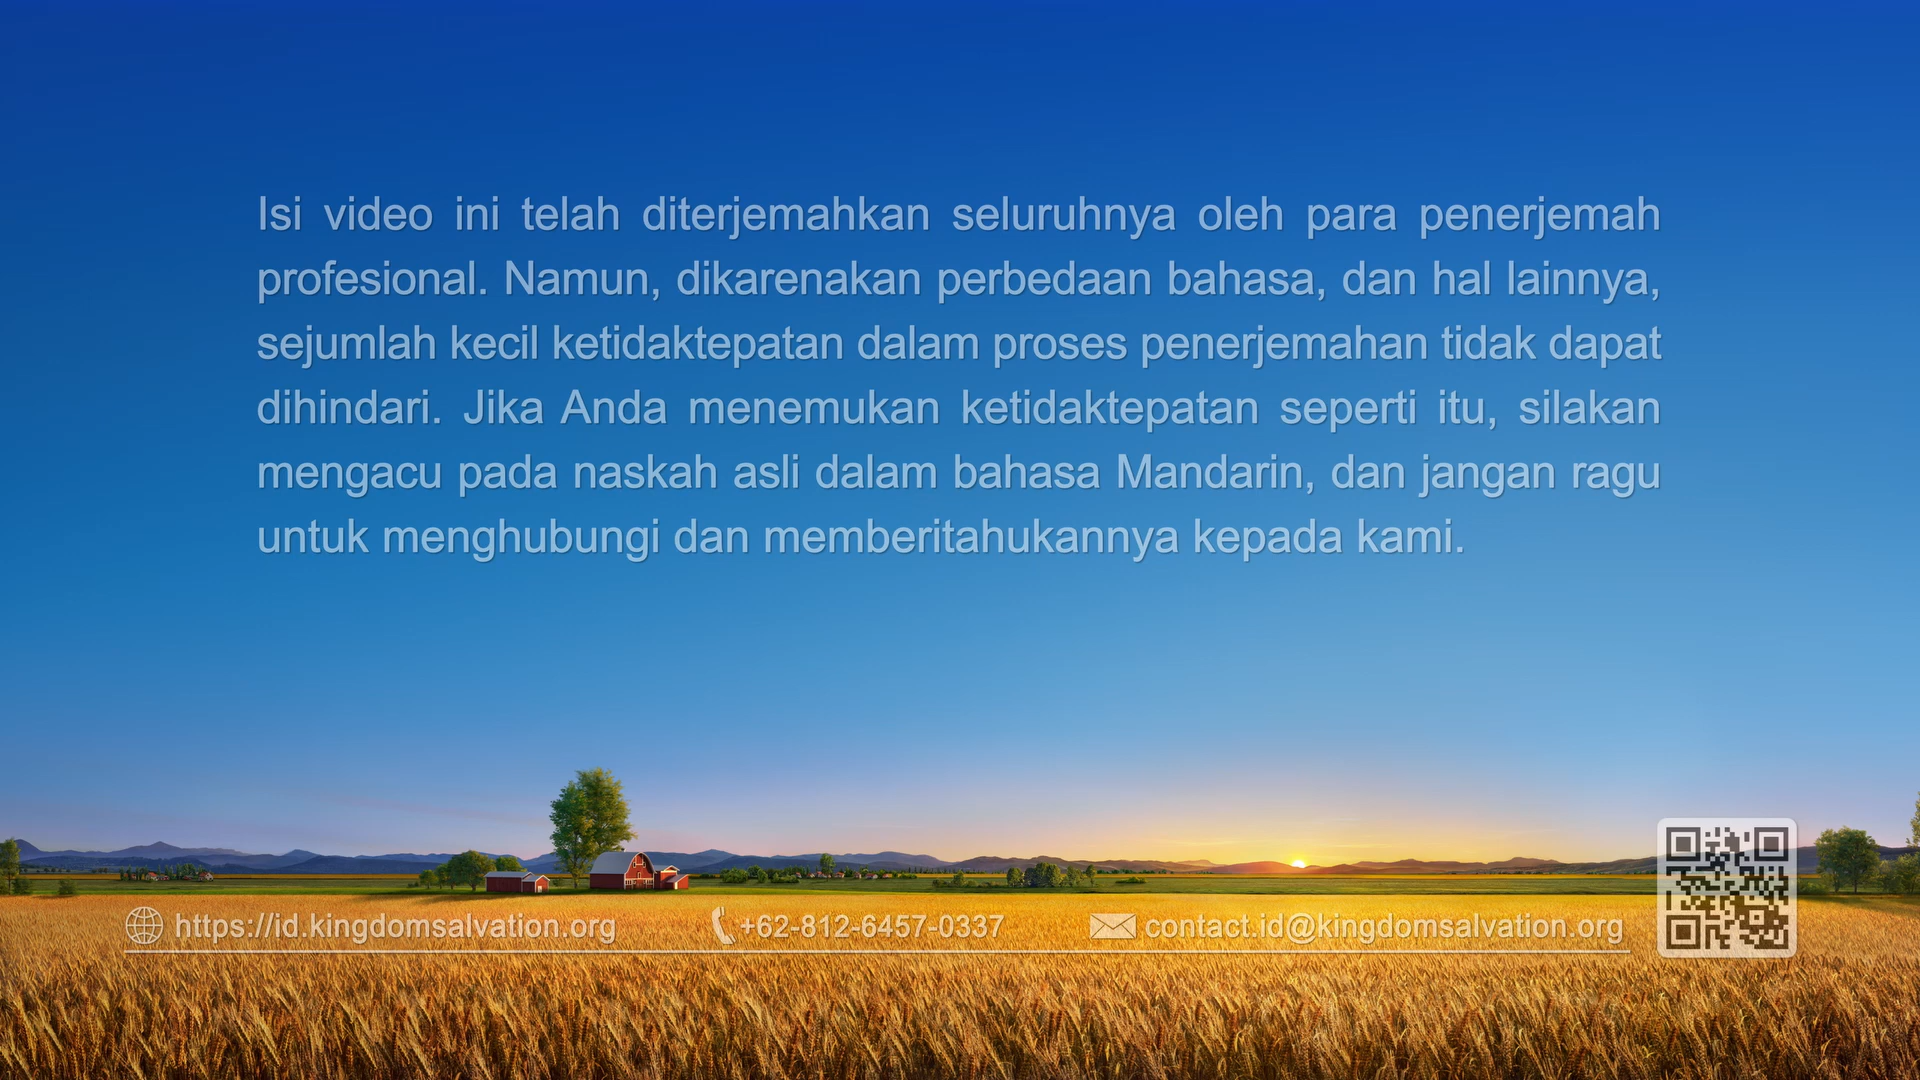 Isi video ini telah diterjemahkan seluruhnya oleh para penerjemah
profesional. Namun, dikarenakan perbedaan bahasa, dan hal lainnya,
sejumlah kecil ketidaktepatan dalam proses penerjemahan tidak dapat
dihindari. Jika Anda menemukan ketidaktepatan seperti itu, silakan
mengacu pada naskah asli dalam bahasa Mandarin, dan jangan ragu
untuk menghubungi dan memberitahukannya kepada kami.
https://id.kingdomsalvation.org +62-812-6457-0337 contact.id@kingdomsalvation.org